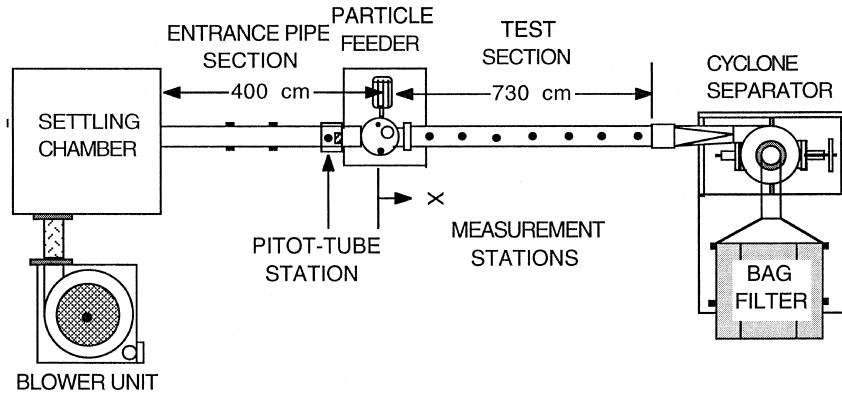 PARTICLE
FEEDER
ENTRANCE PIPE
SECTION
TEST
SECTION
CYCLONE
SEPARATOR
400 cm
730 cm
SETTLING
CHAMBER
X
PITOT-TUBE
STATION
MEASUREMENT
STATIONS
BAG
FILTER
BLOWER UNIT